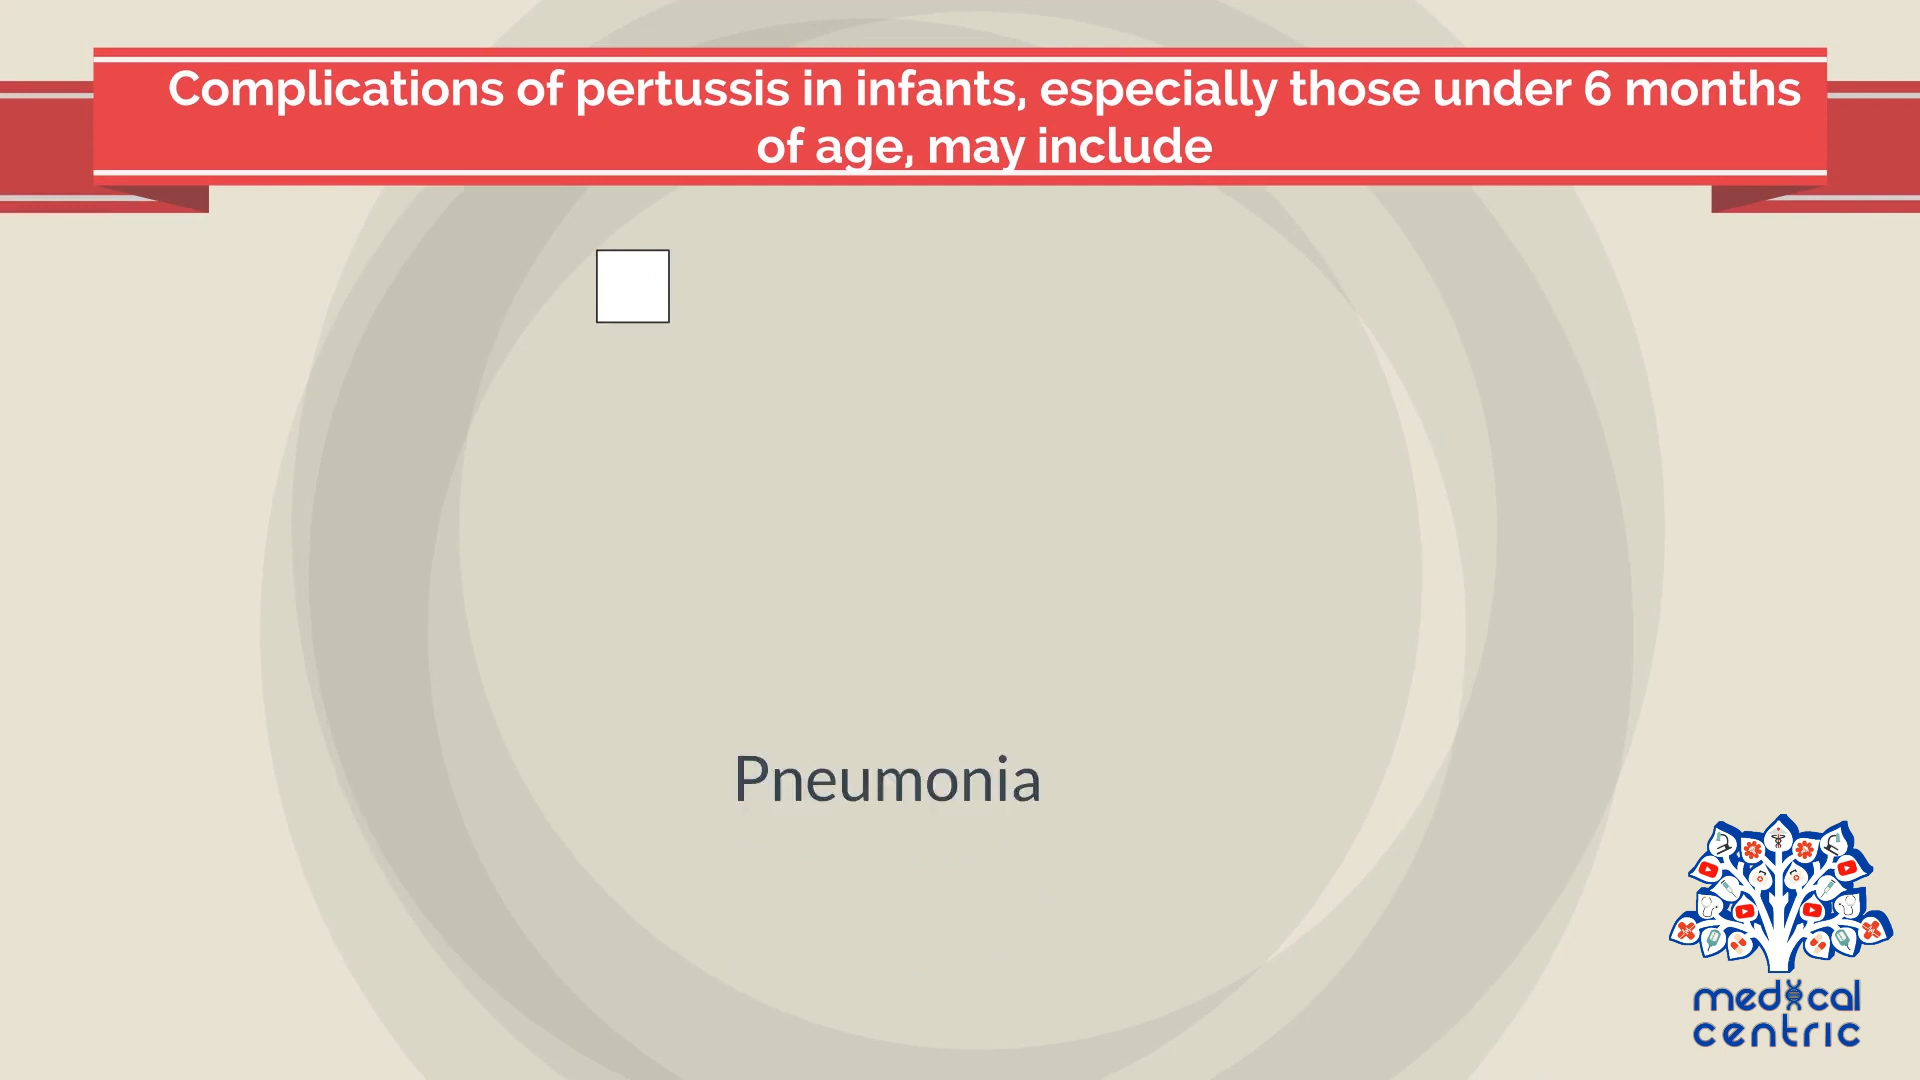 Complications of pertussis in infants, especially those under 6 months
of age, may include
Pneumonia
medical
centric